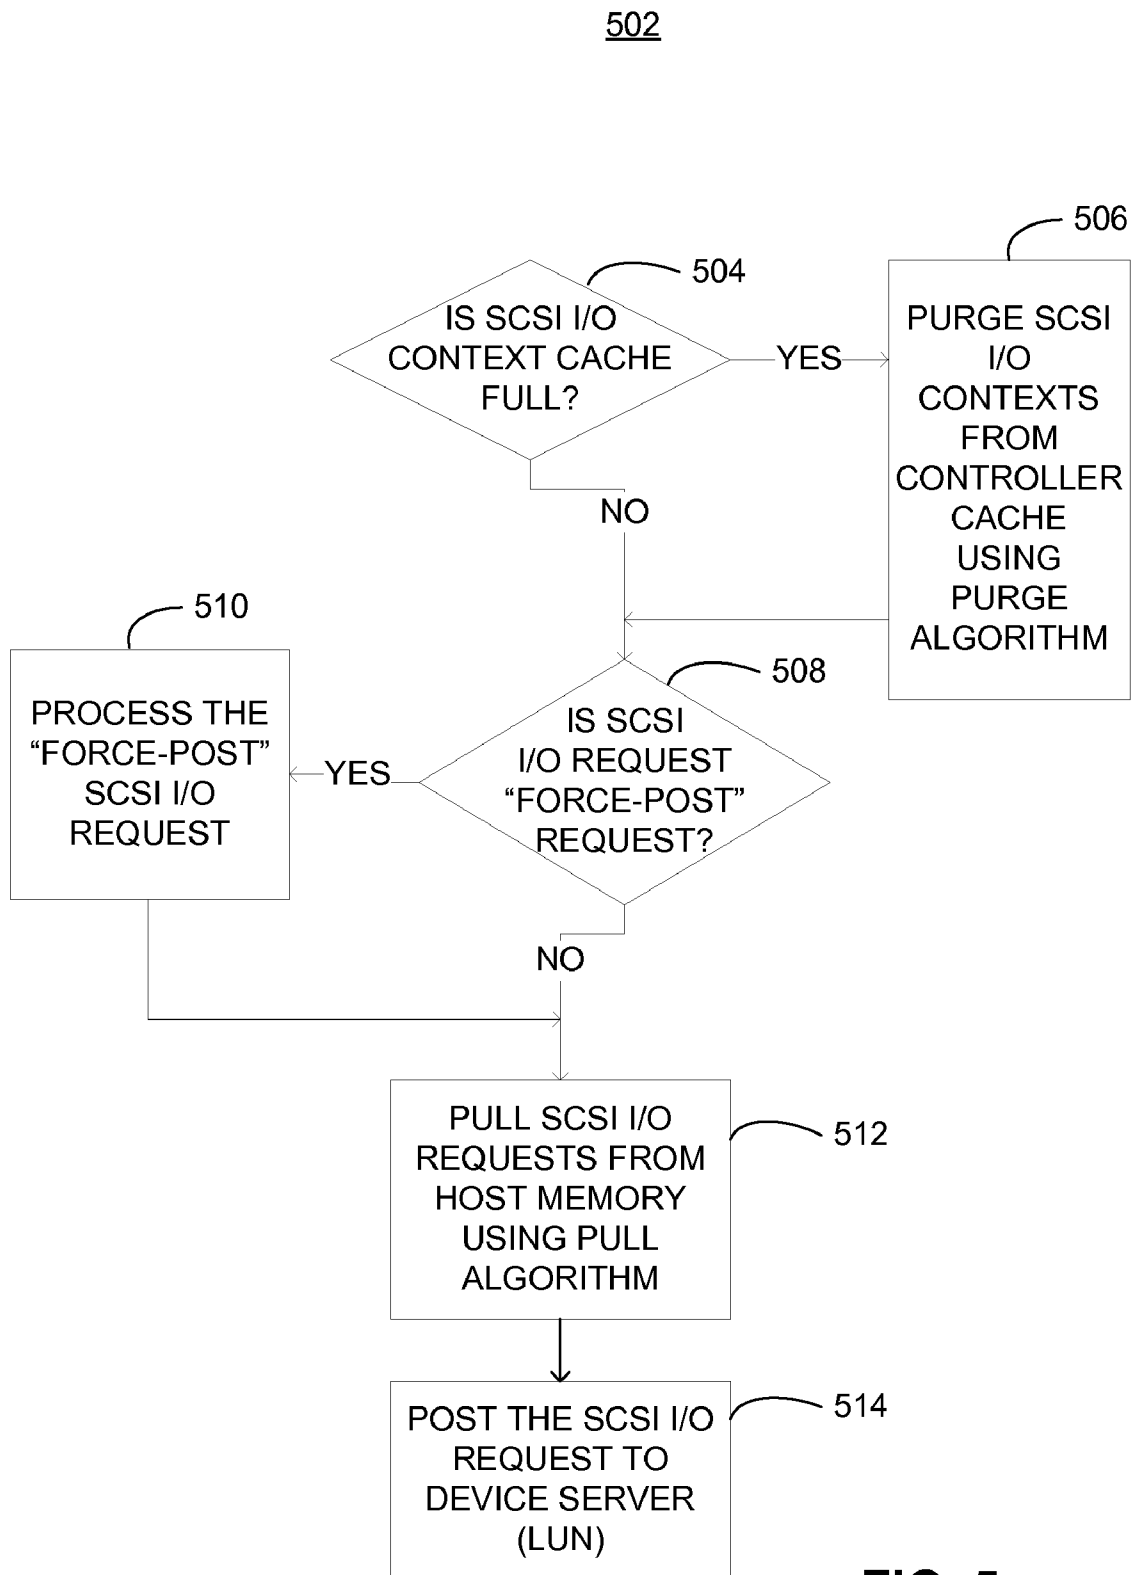 502
506
504
IS SCSI I/O
CONTEXT CACHE
FULL?
YES
PURGE SCSI
I/O
CONTEXTS
FROM
CONTROLLER
CACHE
USING
PURGE
ALGORITHM
NO
510
508
PROCESS THE
“FORCE-POST”
SCSI I/O
REQUEST
YES
IS SCSI
I/O REQUEST
“FORCE-POST”
REQUEST?
NO
PULL SCSI I/O
REQUESTS FROM
HOST MEMORY
USING PULL
ALGORITHM
512
POST THE SCSI I/O
REQUEST TO
DEVICE SERVER
(LUN)
514